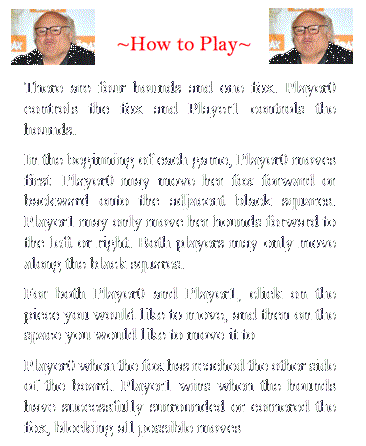 ~How to Play~
There are four hounds and one fox. Player0
controls the fox and Player1 controls the
hounds.
In the beginning of each game, Player0 moves
first. Player0 may move her fox forward or
backward onto the adjacent black squares.
Player1 may only move her hounds forward to
the left or right. Both players may only move
along the black squares.
For both Player0 and Player1, click on the
piece you would like to move, and then on the
space you would like to move it to
Player0 when the fox has reached the other side
of the board. Player1 wins when the hounds
have successfully surrounded or cornered the
fox, blocking all possible moves